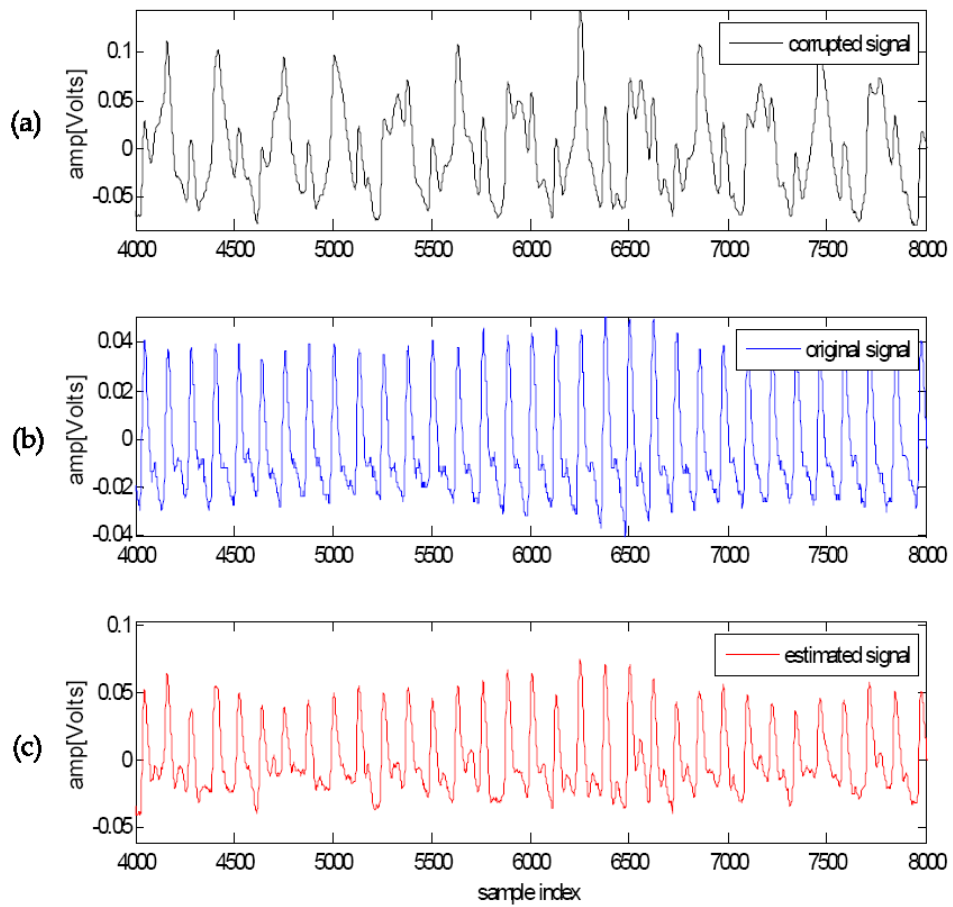 (a)
amp[Volts]
0.1
0.05
0
-0.05
corrupted signal
4000 4500 5000 5500 6000 6500 7000 7500 8000
(b)
amp[Volts]
0.04
0.02
0
-0.02
-0.04
original signal
4000 4500 5000 5500 6000 6500 7000 7500 8000
(c)
amp[Volts]
0.1
0.05
0
-0.05
estimated signal
4000 4500 5000 5500 6000 6500 7000 7500 8000
sample index